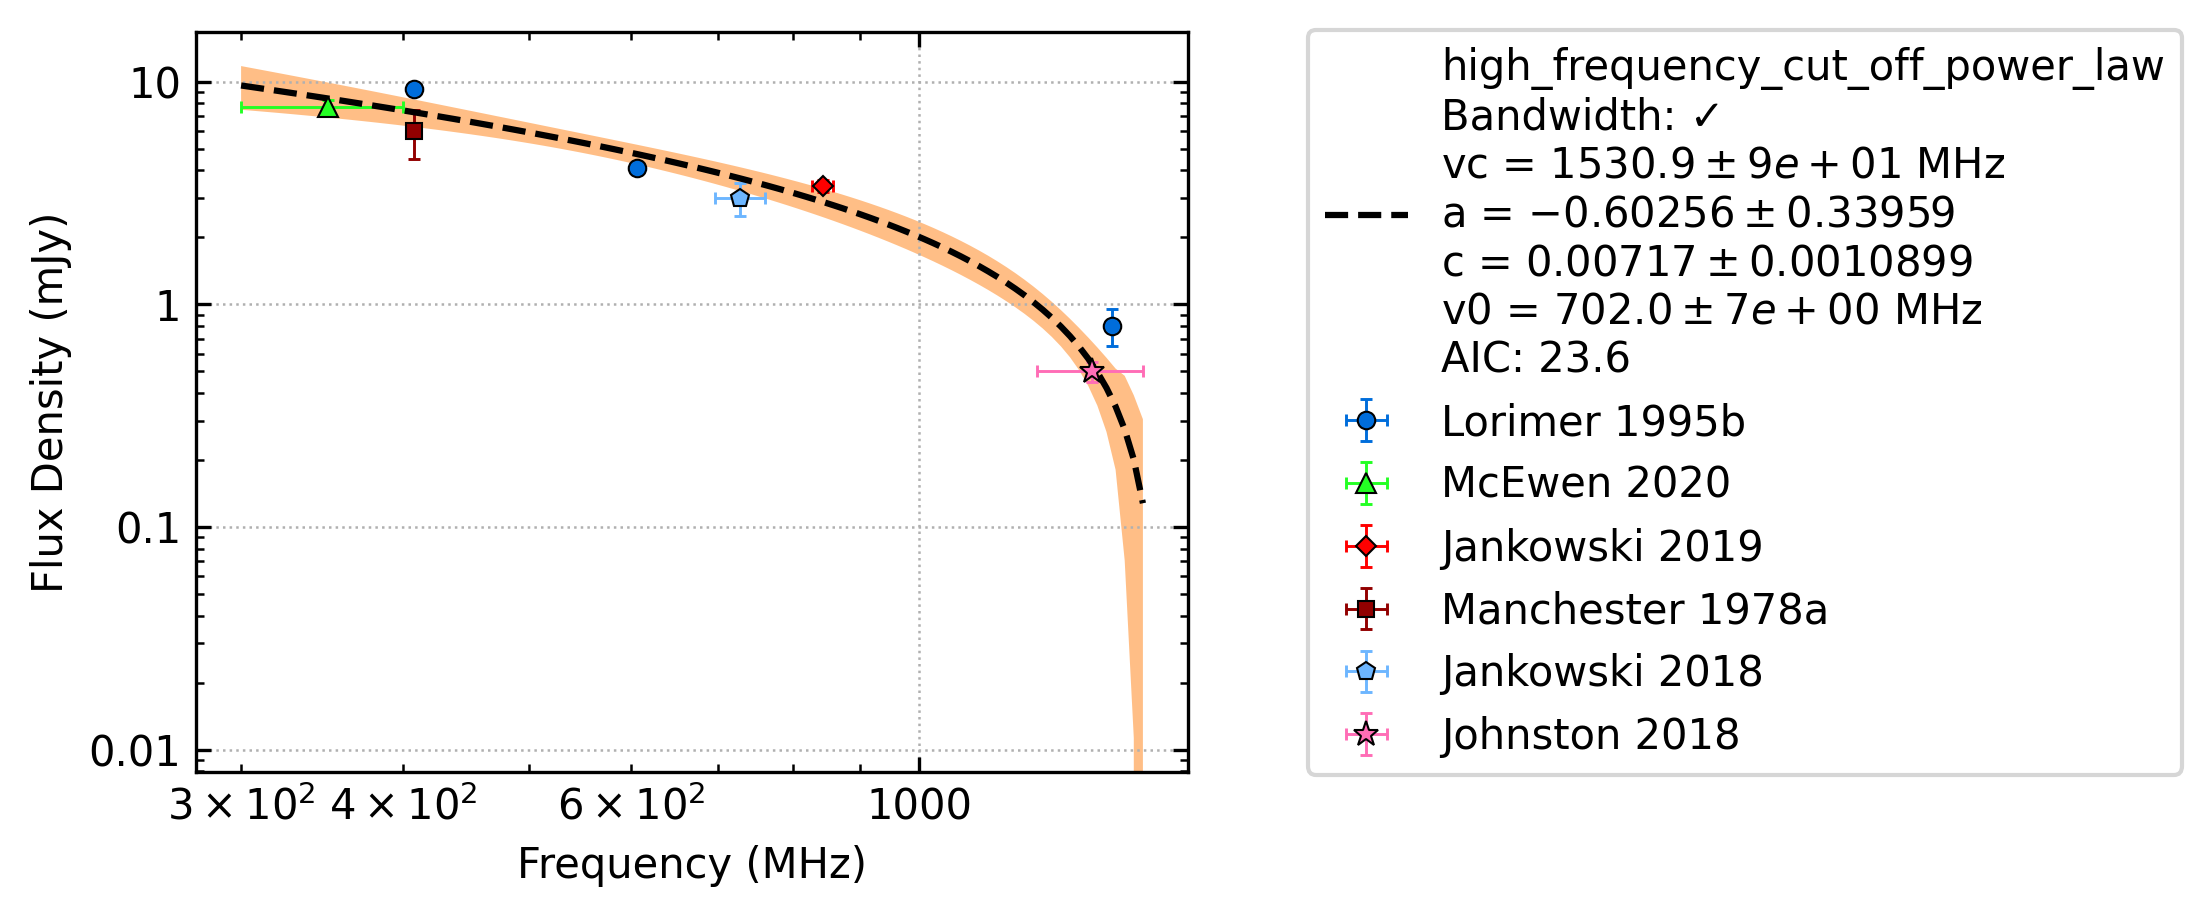 10
1
0.1
0.01
Flux Density (mJy)
3 × 10² 4 × 10² 6 × 10² 1000
Frequency (MHz)
high_frequency_cut_off_power_law
Bandwidth: ✓
vc = 1530.9 ± 9e + 01 MHz
a = −0.60256 ± 0.33959
c = 0.00717 ± 0.0010899
v0 = 702.0 ± 7e + 00 MHz
AIC: 23.6
Lorimer 1995b
McEwen 2020
Jankowski 2019
Manchester 1978a
Jankowski 2018
Johnston 2018